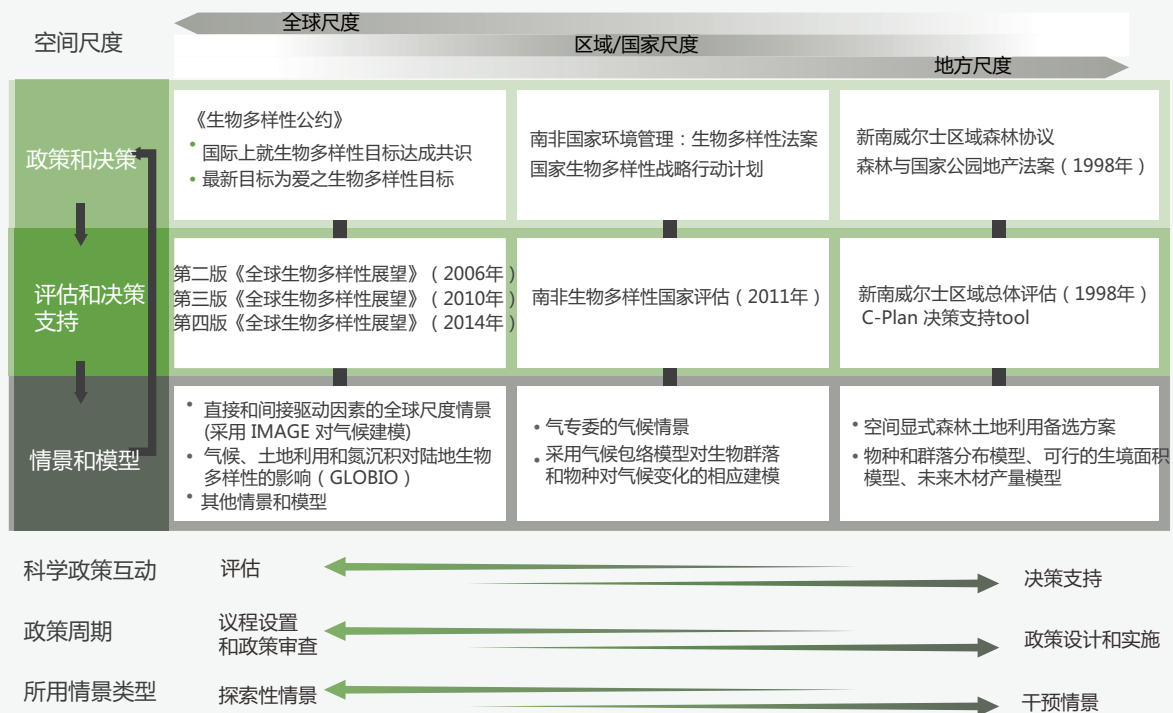 空间尺度
全球尺度
区域/国家尺度
地方尺度
政策和决策
《生物多样性公约》
• 国际上就生物多样性目标达成共识
• 最新目标为爱之生物多样性目标
南非国家环境管理：生物多样性法案
国家生物多样性战略行动计划
新南威尔士区域森林协议
森林与国家公园地产法案（1998年）
评估和决策
支持
第二版《全球生物多样性展望》（2006年）
第三版《全球生物多样性展望》（2010年）
第四版《全球生物多样性展望》（2014年）
南非生物多样性国家评估（2011年）
新南威尔士区域总体评估（1998年）
C-Plan 决策支持tool
情景和模型
• 直接和间接驱动因素的全球尺度情景
(采用 IMAGE 对气候建模)
• 气候、土地利用和氮沉积对陆地生物
多样性的影响（GLOBIO）
• 其他情景和模型
• 气专委的气候情景
• 采用气候包络模型对生物群落
和物种对气候变化的相应建模
• 空间显式森林土地利用备选方案
• 物种和群落分布模型、可行的生境面积
模型、未来木材产量模型
科学政策互动
评估
决策支持
政策周期
议程设置
和政策审查
政策设计和实施
所用情景类型
探索性情景
干预情景